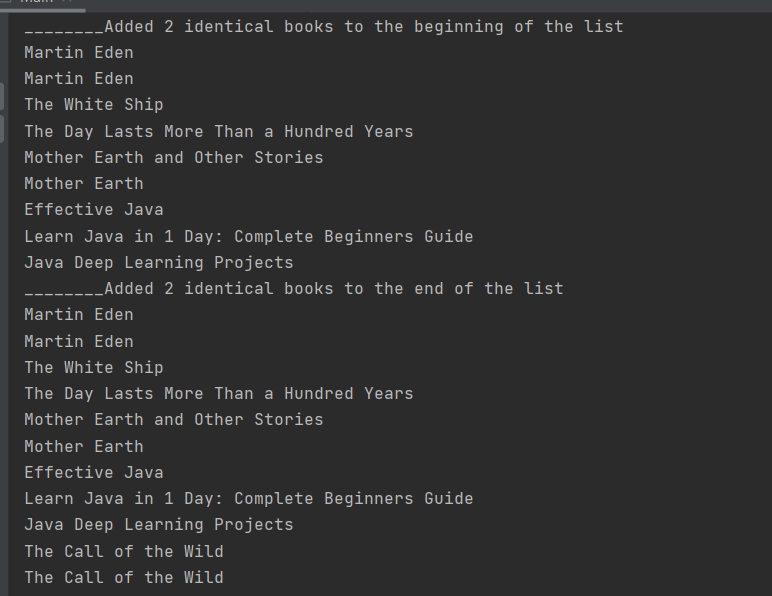 Main
________Added 2 identical books to the beginning of the list
Martin Eden
Martin Eden
The White Ship
The Day Lasts More Than a Hundred Years
Mother Earth and Other Stories
Mother Earth
Effective Java
Learn Java in 1 Day: Complete Beginners Guide
Java Deep Learning Projects
________Added 2 identical books to the end of the list
Martin Eden
Martin Eden
The White Ship
The Day Lasts More Than a Hundred Years
Mother Earth and Other Stories
Mother Earth
Effective Java
Learn Java in 1 Day: Complete Beginners Guide
Java Deep Learning Projects
The Call of the Wild
The Call of the Wild